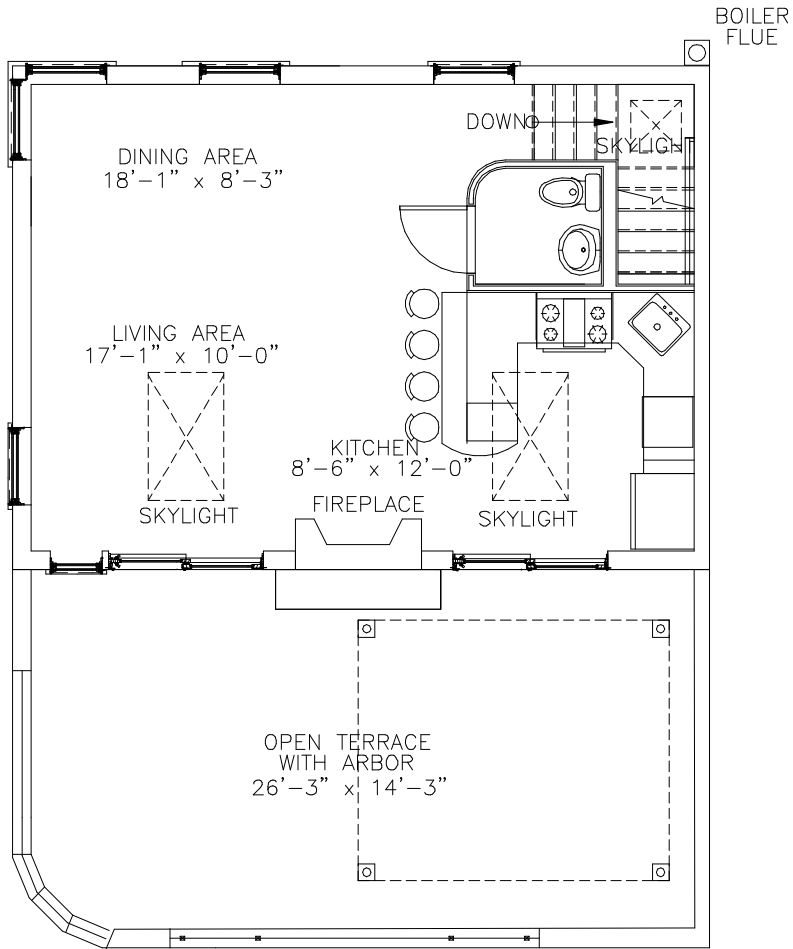 BOILER
FLUE
DOWN
SKYLIGH
DINING AREA
18'-1" x 8'-3"
LIVING AREA
17'-1" x 10'-0"
KITCHEN
8'-6" x 12'-0"
FIREPLACE
SKYLIGHT
SKYLIGHT
OPEN TERRACE
WITH ARBOR
26'-3" x 14'-3"